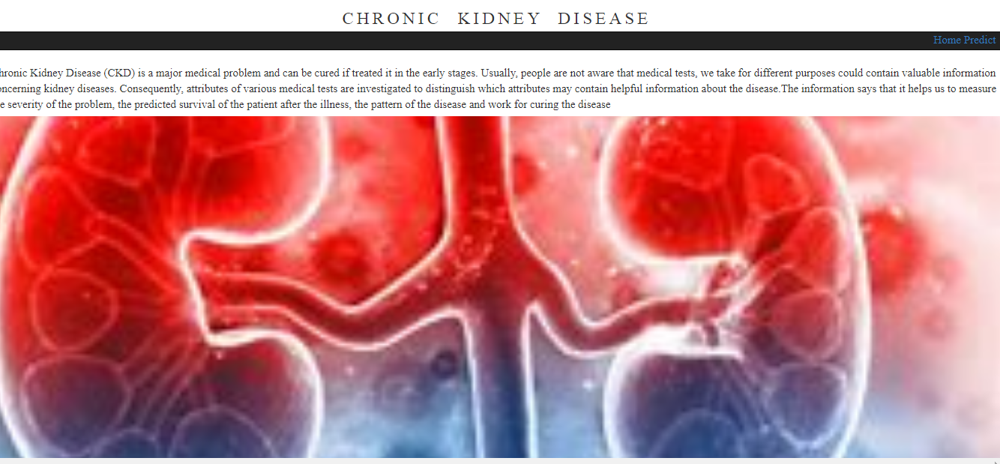 CHRONIC KIDNEY DISEASE
Home Predict
hronic Kidney Disease (CKD) is a major medical problem and can be cured if treated it in the early stages. Usually, people are not aware that medical tests, we take for different purposes could contain valuable information
ncerning kidney diseases. Consequently, attributes of various medical tests are investigated to distinguish which attributes may contain helpful information about the disease.The information says that it helps us to measure
e severity of the problem, the predicted survival of the patient after the illness, the pattern of the disease and work for curing the disease